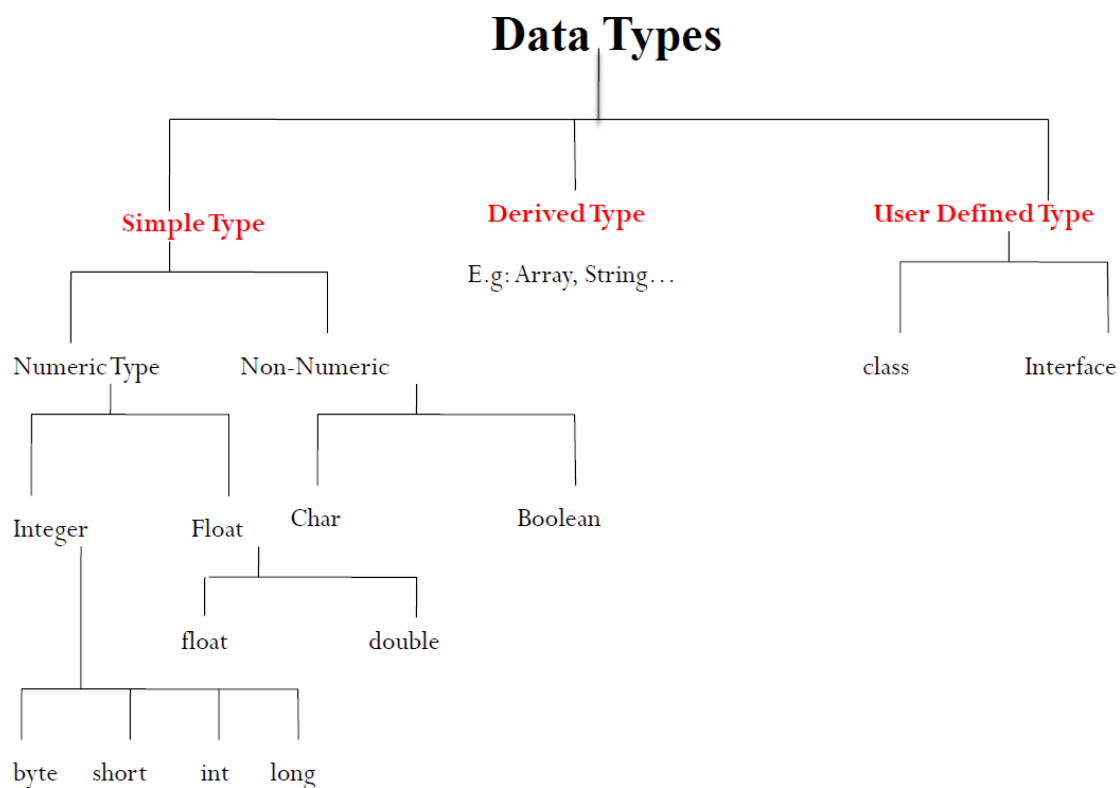 Data Types
Simple Type
Derived Type
User Defined Type
E.g: Array, String…
Numeric Type
Non-Numeric
class
Interface
Integer
Float
Char
Boolean
float
double
byte
short
int
long